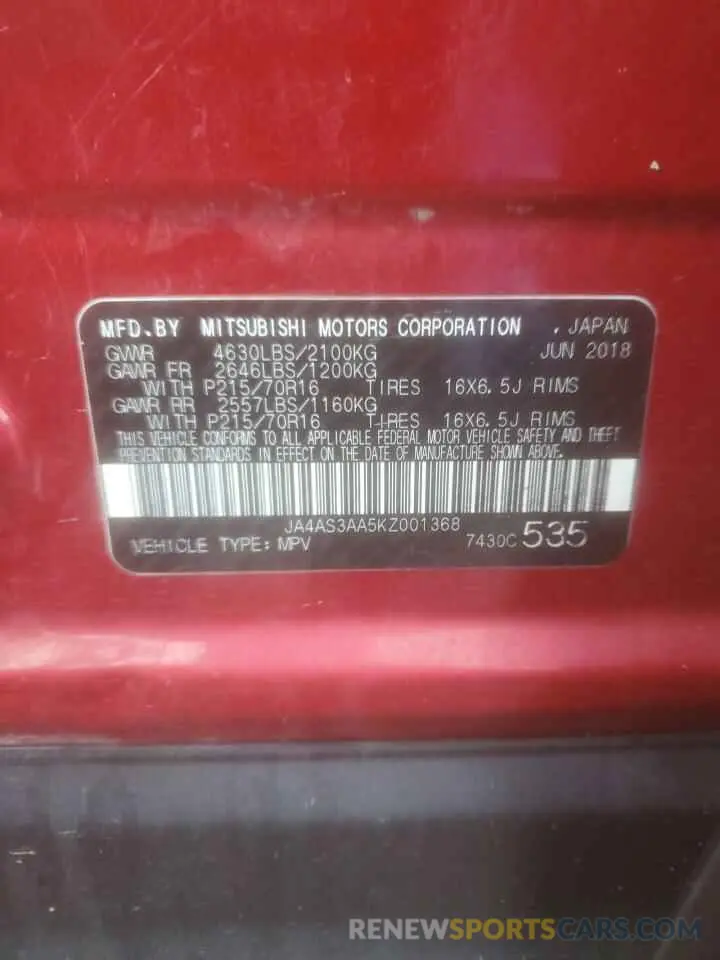 MFD.BY MITSUBISHI MOTORS CORPORATION , JAPAN
GVWR 4630LBS/2100KG JUN 2018
GAWR FR 2646LBS/1200KG
WITH P215/70R16 TIRES 16X6.5J RIMS
GAWR RR 2557LBS/1160KG
WITH P215/70R16 TIRES 16X6.5J RIMS
THIS VEHICLE CONFORMS TO ALL APPLICABLE FEDERAL MOTOR VEHICLE SAFETY AND THEFT
PREVENTION STANDARDS IN EFFECT ON THE DATE OF MANUFACTURE SHOWN ABOVE.
JA4AS3AA5KZ001368
VEHICLE TYPE: MPV 7430C 535
RENEWSPORTSCARS.COM